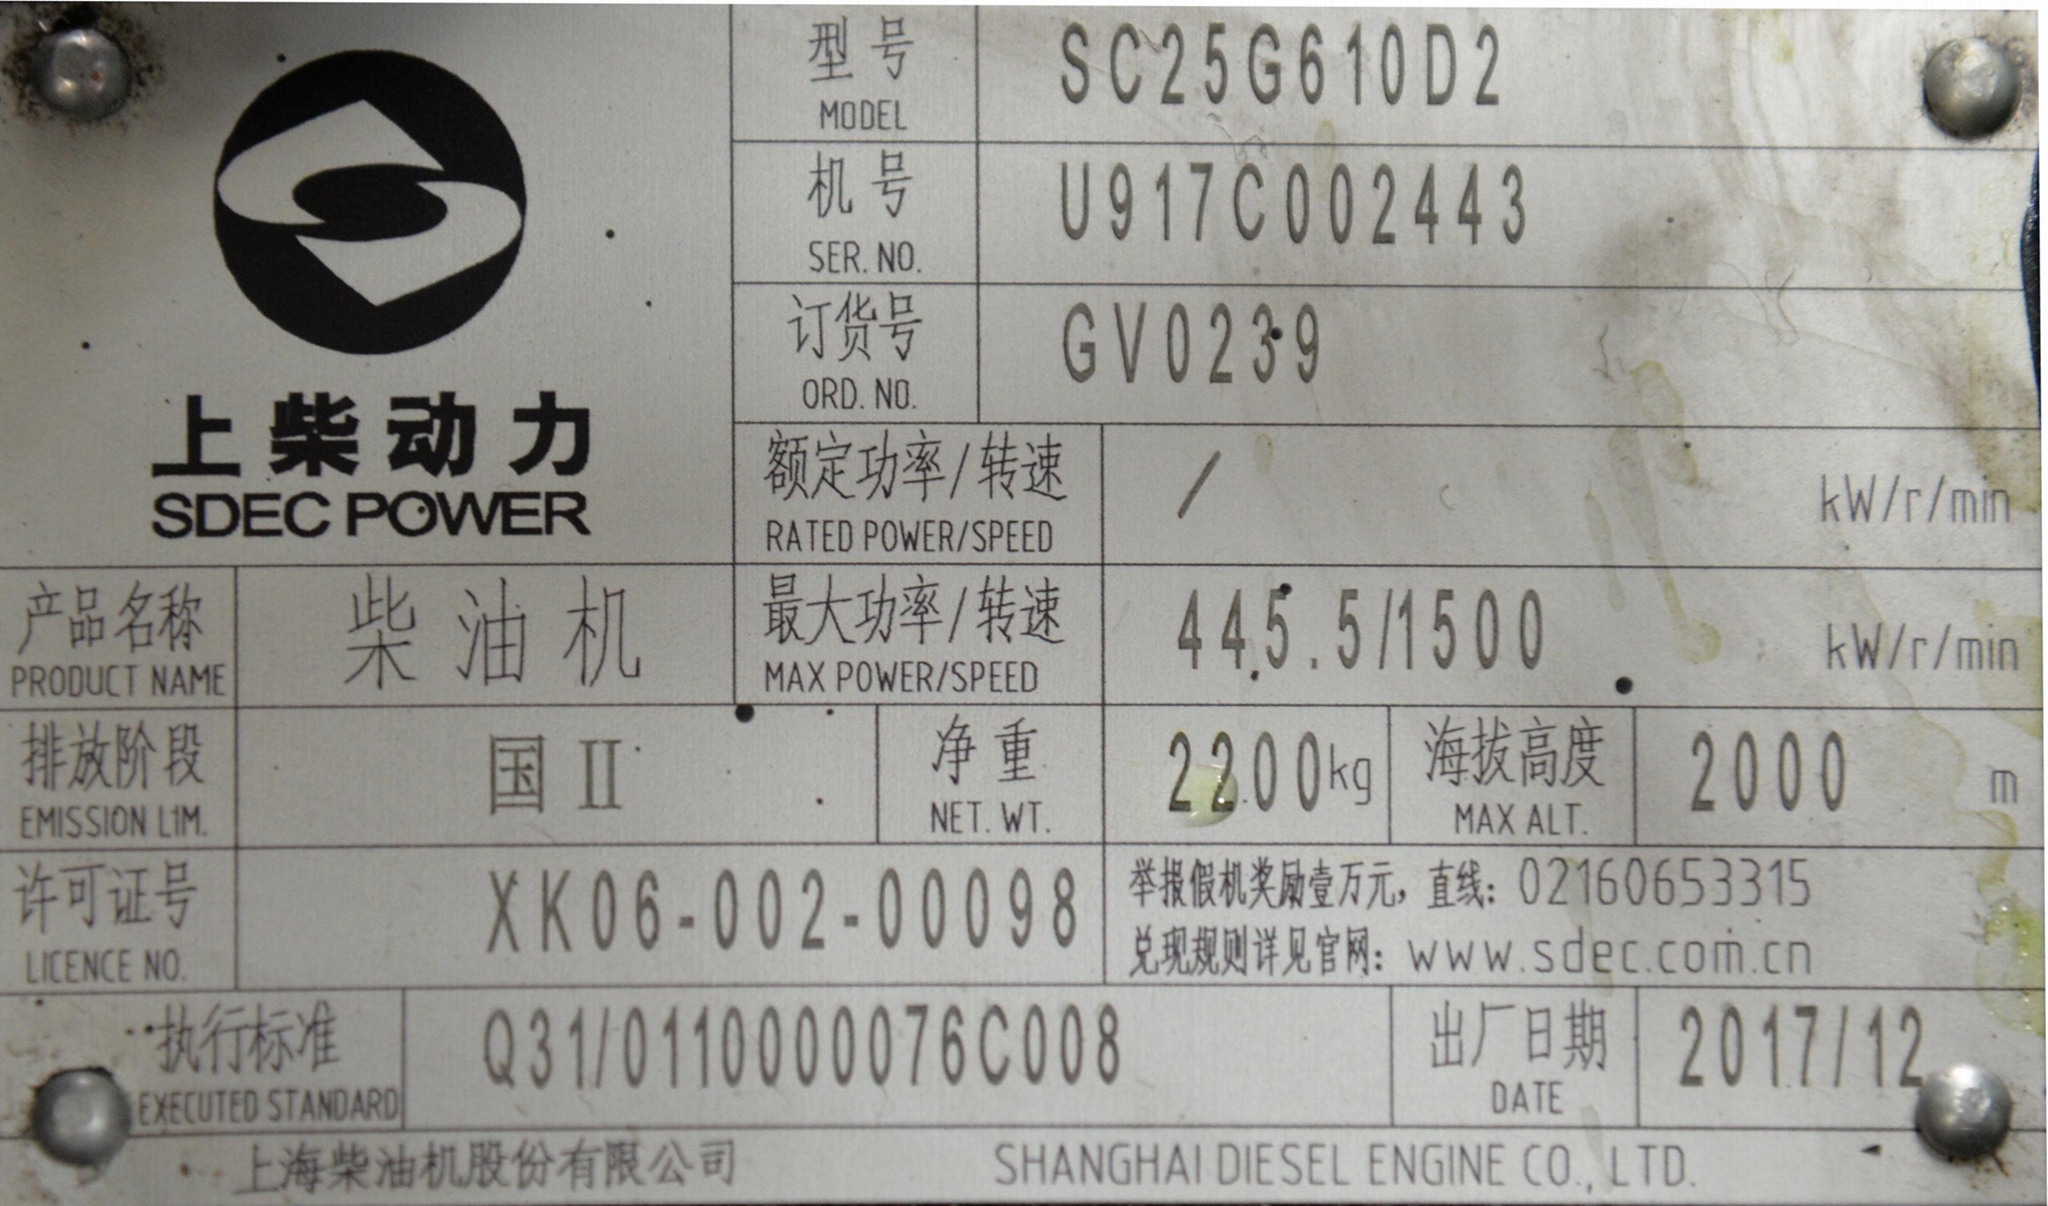 上柴动力
SDEC POWER
型号
MODEL
SC25G610D2
机号
SER. NO.
U917C002443
订货号
ORD. NO.
GV0239
额定功率/转速
RATED POWER/SPEED
/
kW/r/min
产品名称
PRODUCT NAME
柴油机
最大功率/转速
MAX POWER/SPEED
445.5/1500
kW/r/min
排放阶段
EMISSION L1M.
国II
净重
NET. WT.
2200kg
海拔高度
MAX ALT.
2000 m
许可证号
LICENCE NO.
XK06-002-00098
举报假机奖励壹万元，直线：02160653315
兑现规则详见官网：www.sdec.com.cn
执行标准
EXECUTED STANDARD
Q31/0110000076C008
出厂日期
DATE
2017/12
上海柴油机股份有限公司
SHANGHAI DIESEL ENGINE CO., LTD.